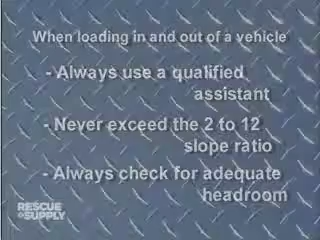 When loading in and out of a vehicle
- Always use a qualified
assistant
- Never exceed the 2 to 12
slope ratio
- Always check for adequate
headroom
RESCUE
SUPPLY